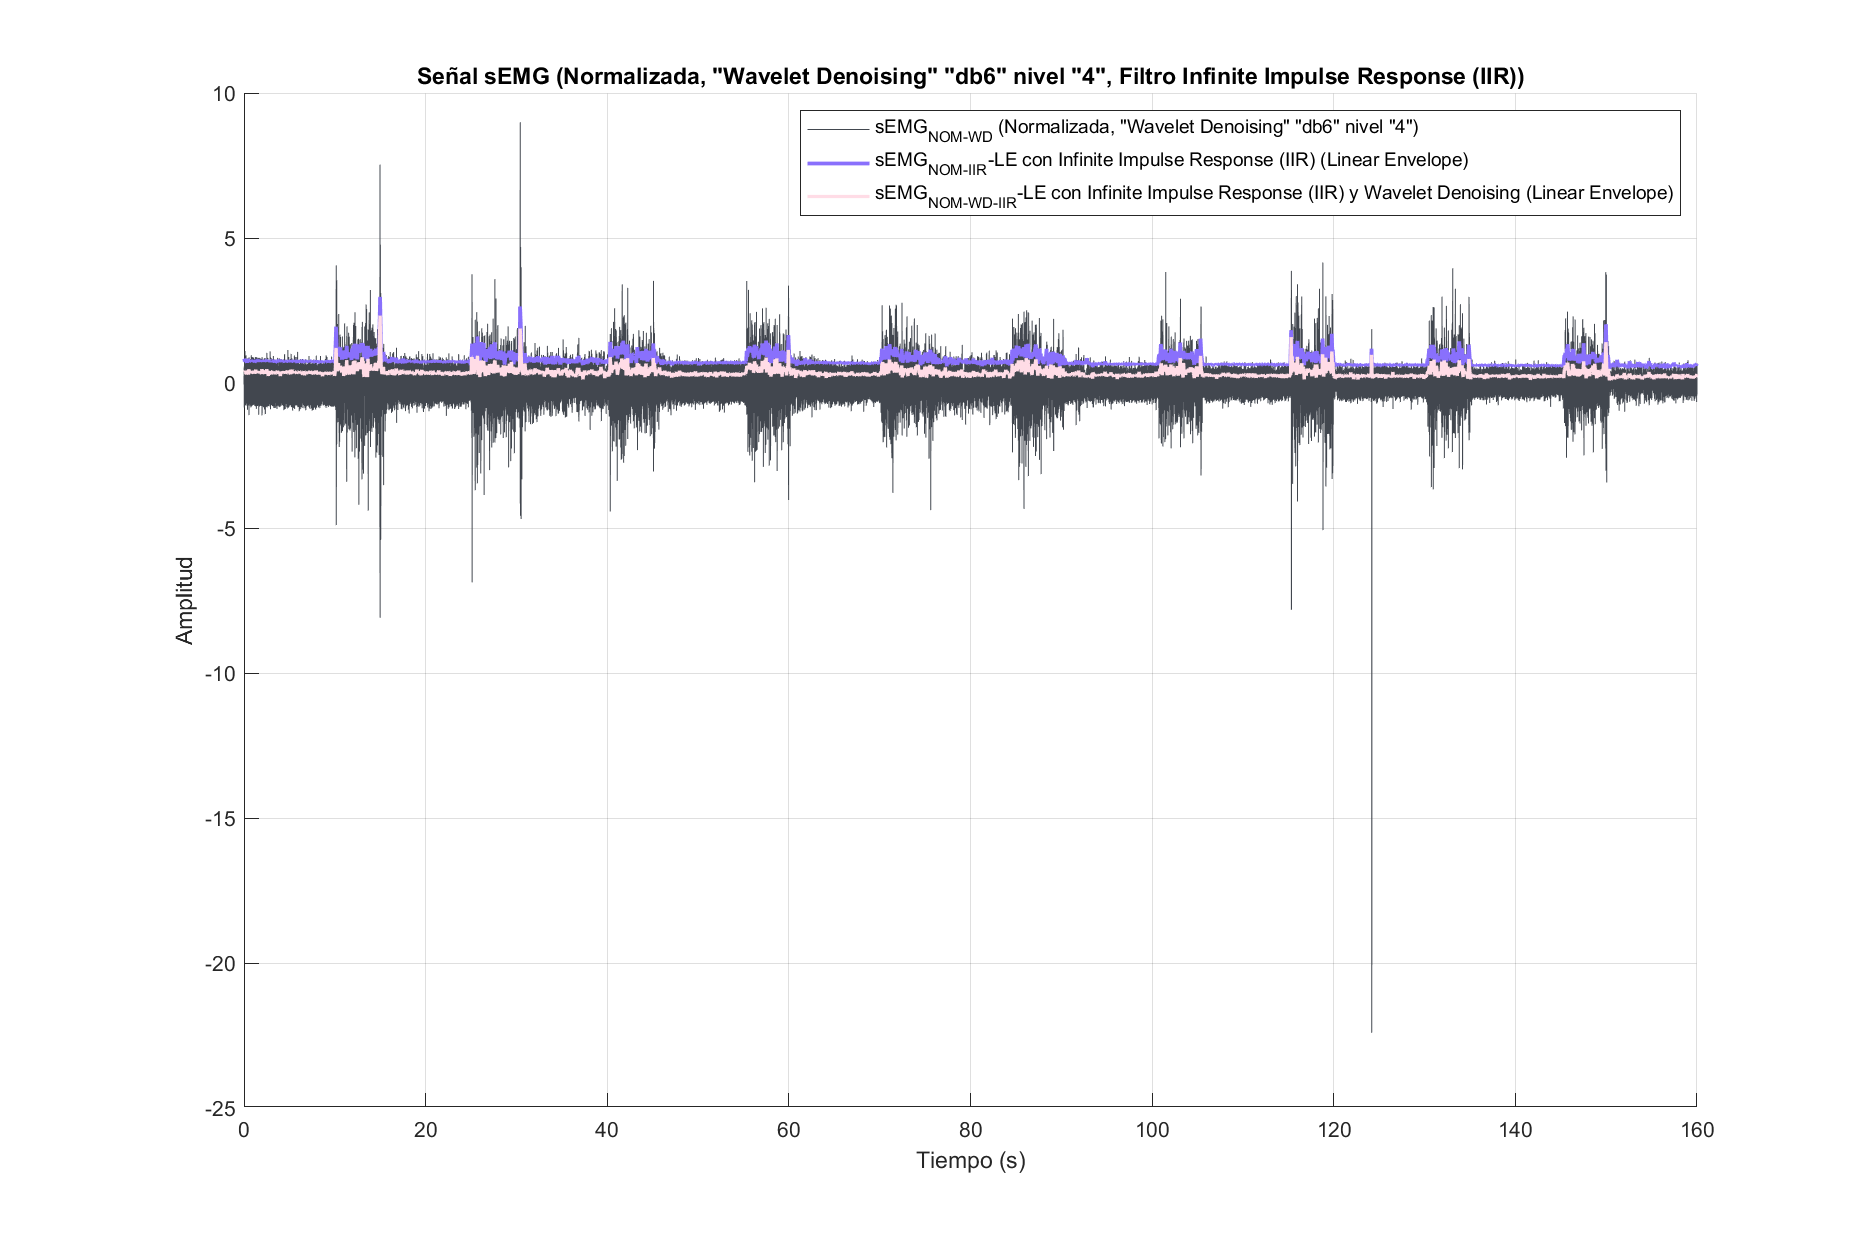 Señal sEMG (Normalizada, "Wavelet Denoising" "db6" nivel "4", Filtro Infinite Impulse Response (IIR))
sEMG_NOM-WD (Normalizada, "Wavelet Denoising" "db6" nivel "4")
sEMG_NOM-IIR-LE con Infinite Impulse Response (IIR) (Linear Envelope)
sEMG_NOM-WD-IIR-LE con Infinite Impulse Response (IIR) y Wavelet Denoising (Linear Envelope)
10
5
0
-5
-10
-15
-20
-25
Amplitud
0 20 40 60 80 100 120 140 160
Tiempo (s)